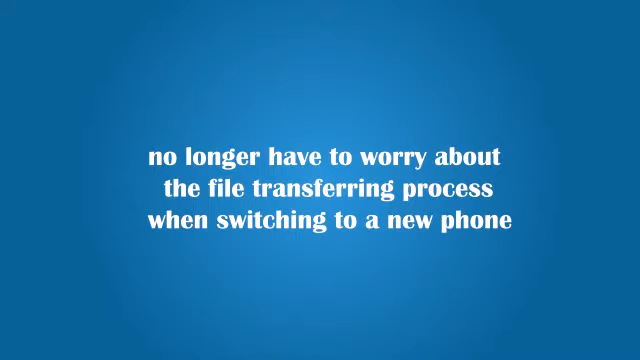 no longer have to worry about
the file transferring process
when switching to a new phone